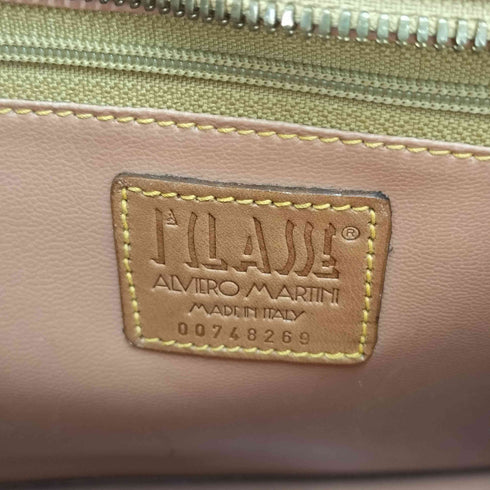 1ª CLASSE®
ALVIERO MARTINI
MADE IN ITALY
00748269